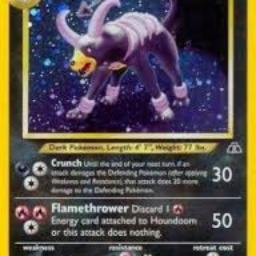 Dark Pokémon. Length: 4' 7", Weight: 77 lbs.
Crunch Until the end of your next turn, if an
attack damages the Defending Pokémon (after applying
Weakness and Resistance), that attack does 20 more
damage to the Defending Pokémon.
30
Flamethrower Discard 1
Energy card attached to Houndoom
or this attack does nothing.
50
weakness resistance retreat cost
30